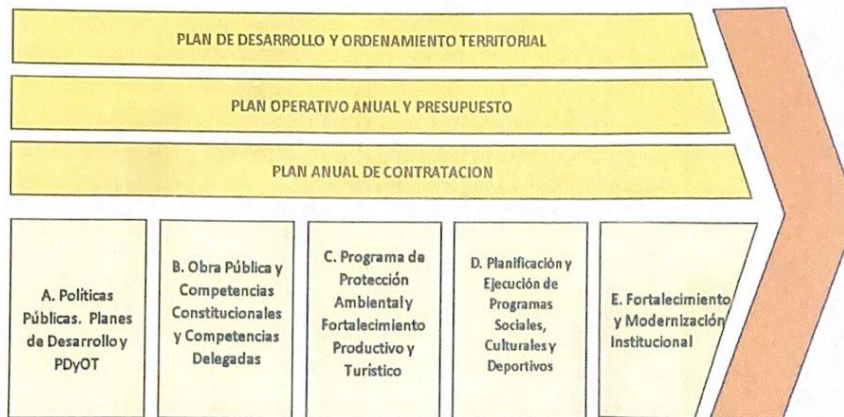 PLAN DE DESARROLLO Y ORDENAMIENTO TERRITORIAL
PLAN OPERATIVO ANUAL Y PRESUPUESTO
PLAN ANUAL DE CONTRATACION
A. Políticas
Públicas. Planes
de Desarrollo y
PDyOT
B. Obra Pública y
Competencias
Constitucionales
y Competencias
Delegadas
C. Programa de
Protección
Ambiental y
Fortalecimiento
Productivo y
Turístico
D. Planificación y
Ejecución de
Programas
Sociales,
Culturales y
Deportivos
E. Fortalecimiento
y Modernización
Institucional